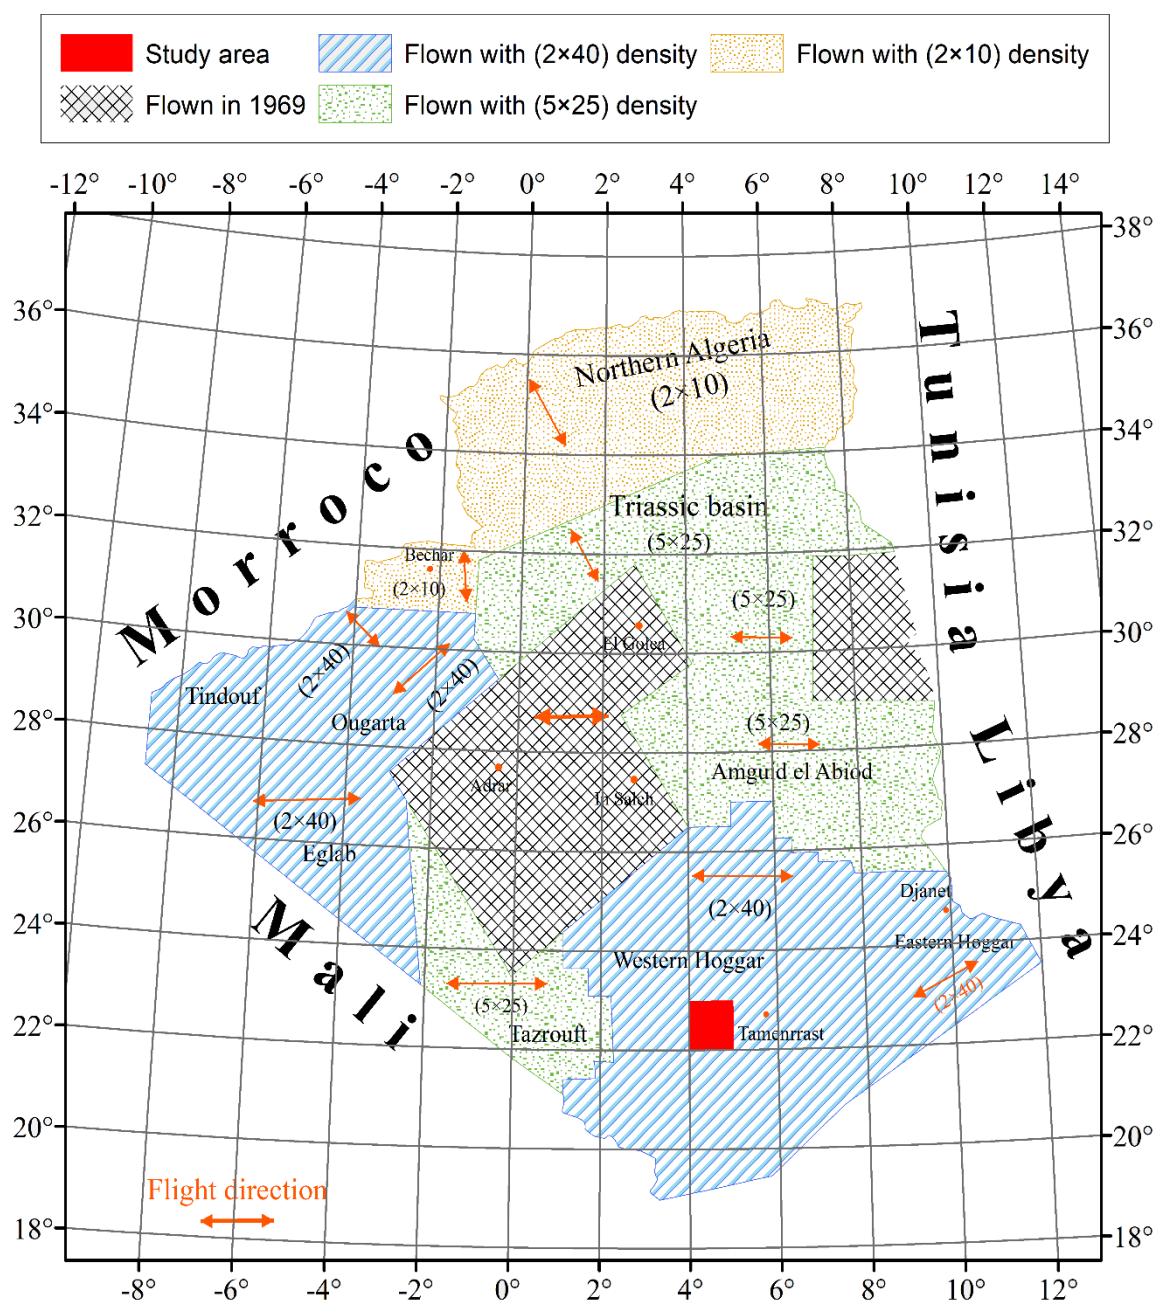 Study area
Flown with (2×40) density
Flown with (2×10) density
Flown in 1969
Flown with (5×25) density
-12° -10° -8° -6° -4° -2° 0° 2° 4° 6° 8° 10° 12° 14°
38°
36°
36°
34°
34°
32°
32°
30°
30°
28°
28°
26°
26°
24°
24°
22°
22°
20°
20°
18°
18°
Northern Algeria
(2×10)
Morroco
Tunisia
Triassic basin
(5×25)
Bechar
(2×10)
(5×25)
El Golea
(2×40)
(2×40)
Tindouf
Ougarta
(5×25)
Amguid el Abiod
Libya
Adrar
In Saleh
(2×40)
Eglab
Mali
Djanet
(2×40)
Eastern Hoggar
(2×40)
Western Hoggar
(5×25)
Tazrouft
Tamenrrast
Flight direction
-8° -6° -4° -2° 0° 2° 4° 6° 8° 10° 12°